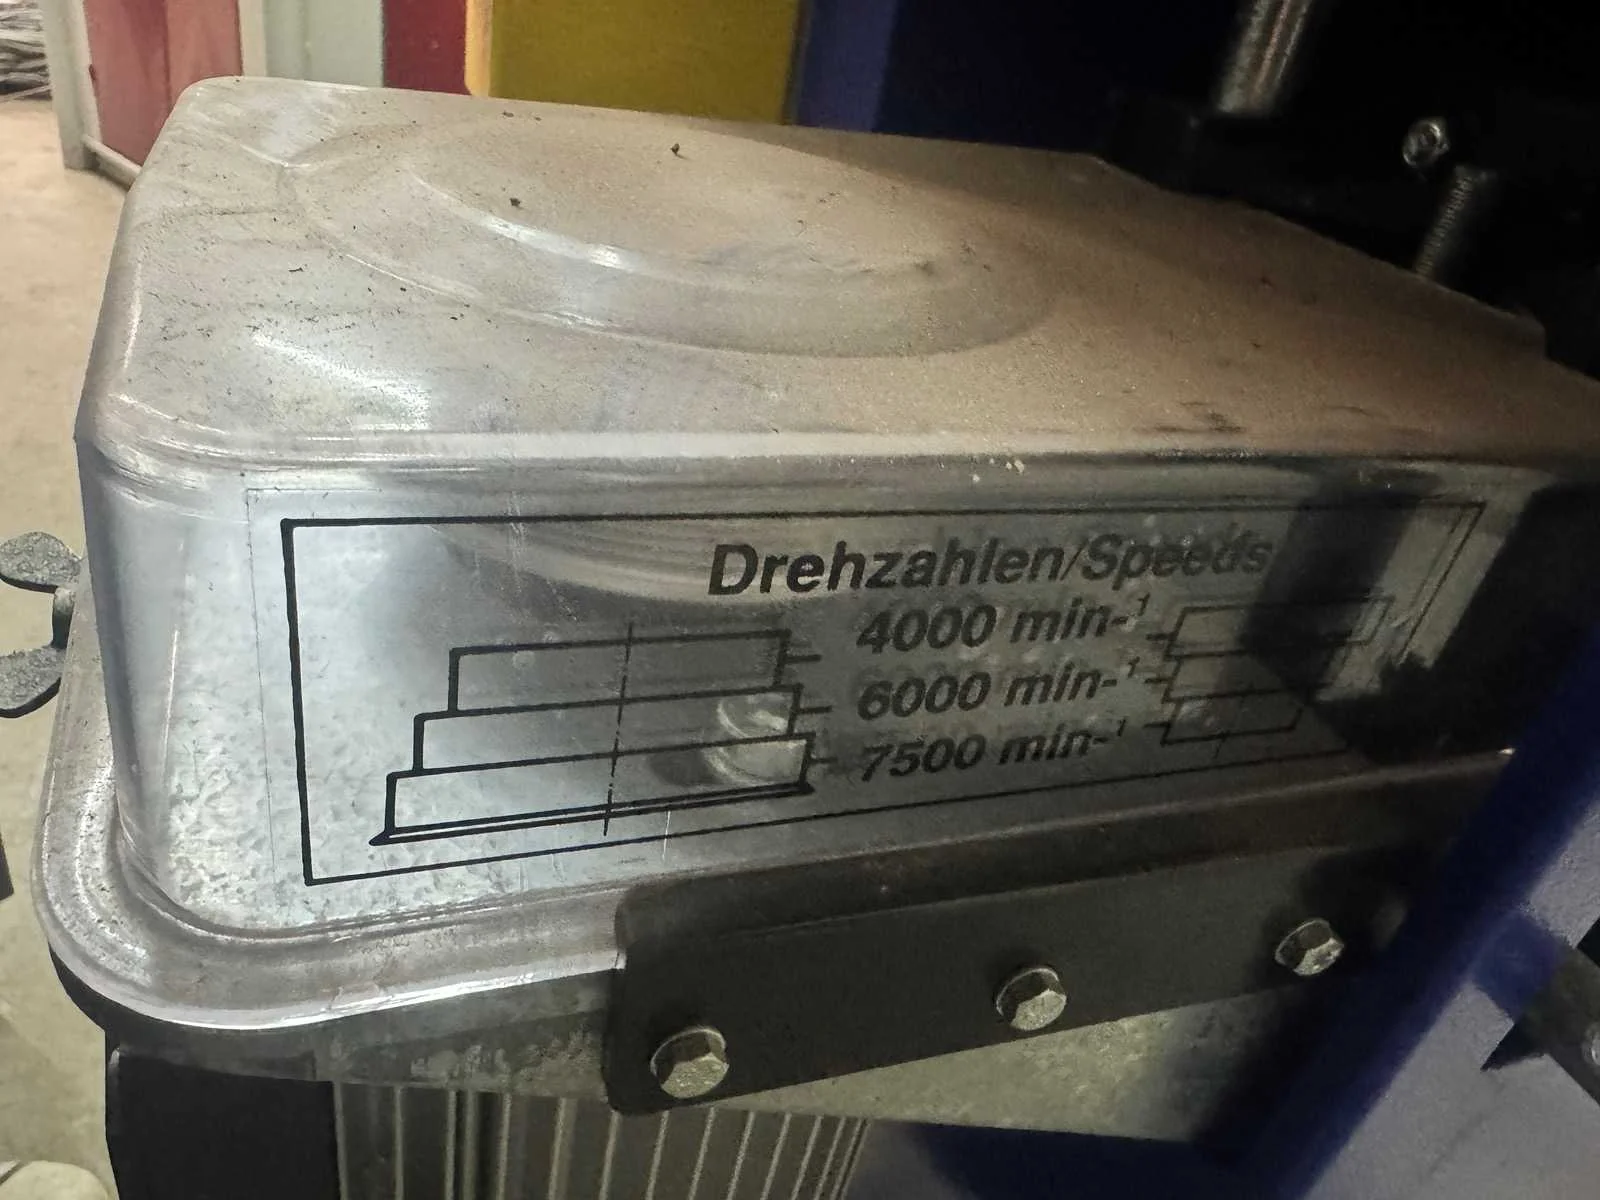 Drehzahlen/Speeds
4000 min-¹
6000 min-¹
7500 min-¹